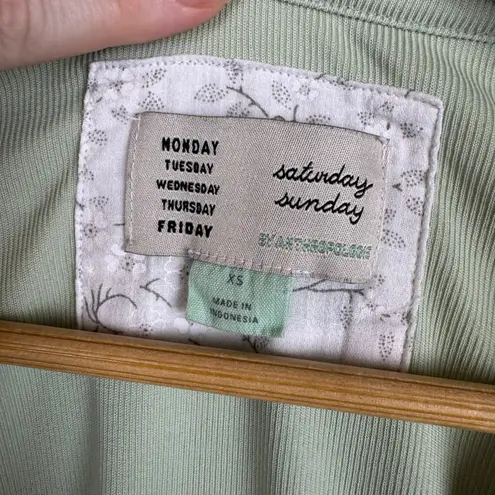 MONDAY
TUESDAY
WEDNESDAY
THURSDAY
FRIDAY
saturday
sunday
BY ANTHROPOLOGIE
XS
MADE IN
INDONESIA